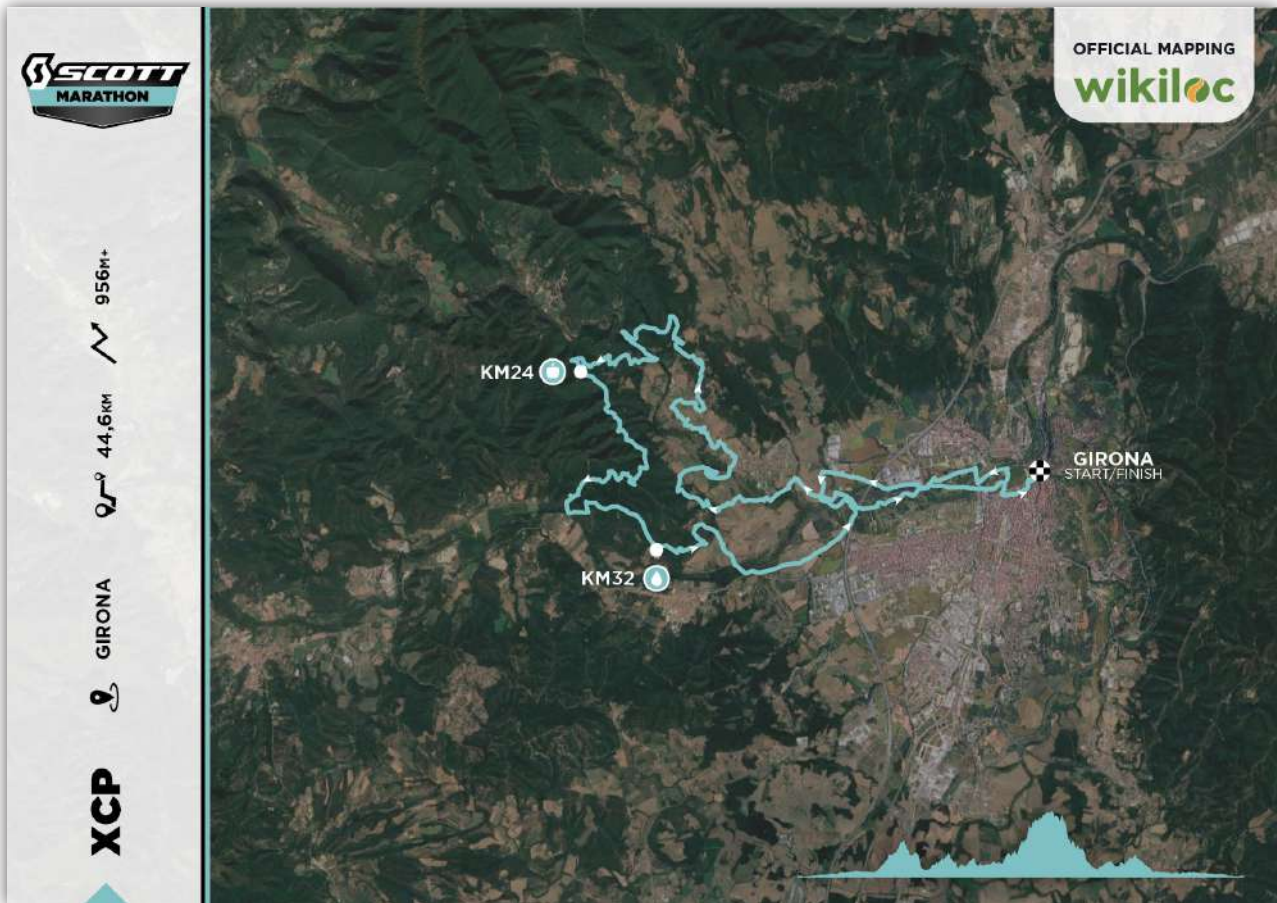 SCOTT
MARATHON
956M+
44,6KM
GIRONA
XCP
OFFICIAL MAPPING
wikiloc
KM24
GIRONA
START/FINISH
KM32